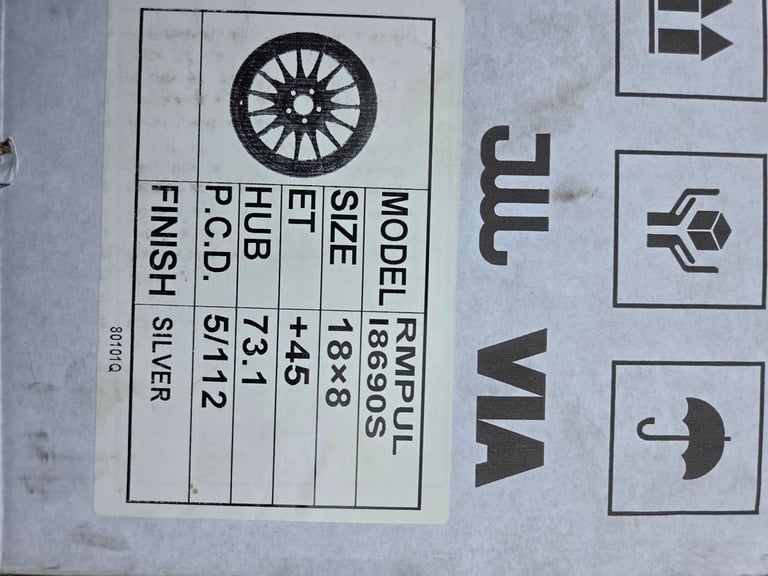 JWL VIA
MODEL RMPUL
I8690S
SIZE 18×8
ET +45
HUB 73.1
P.C.D. 5/112
FINISH SILVER
80101Q